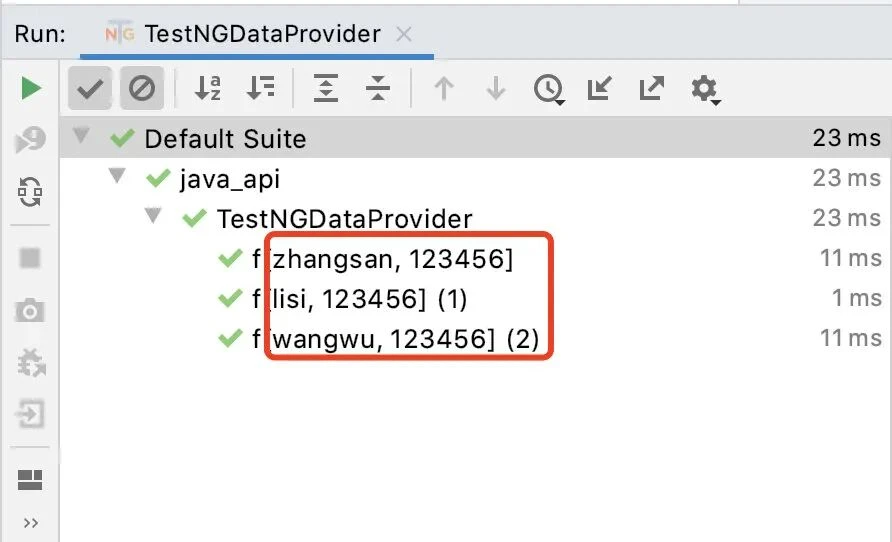 Run: NG TestNGDataProvider
Default Suite 23 ms
java_api 23 ms
TestNGDataProvider 23 ms
f[zhangsan, 123456] 11 ms
f[lisi, 123456] (1) 1 ms
f[wangwu, 123456] (2) 11 ms